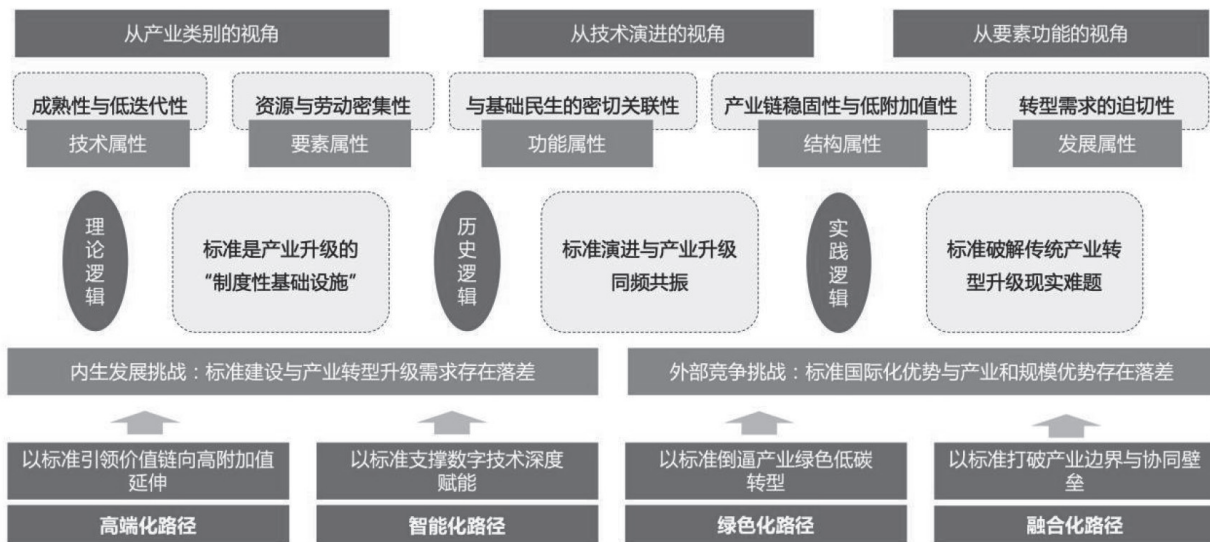 从产业类别的视角
从技术演进的视角
从要素功能的视角
成熟性与低迭代性
资源与劳动密集性
与基础民生的密切关联性
产业链稳固性与低附加值性
转型需求的迫切性
技术属性
要素属性
功能属性
结构属性
发展属性
理论逻辑
标准是产业升级的
“制度性基础设施”
历史逻辑
标准演进与产业升级
同频共振
实践逻辑
标准破解传统产业转
型升级现实难题
内生发展挑战：标准建设与产业转型升级需求存在落差
外部竞争挑战：标准国际化优势与产业和规模优势存在落差
以标准引领价值链向高附加值
延伸
以标准支撑数字技术深度
赋能
以标准倒逼产业绿色低碳
转型
以标准打破产业边界与协同壁
垒
高端化路径
智能化路径
绿色化路径
融合化路径